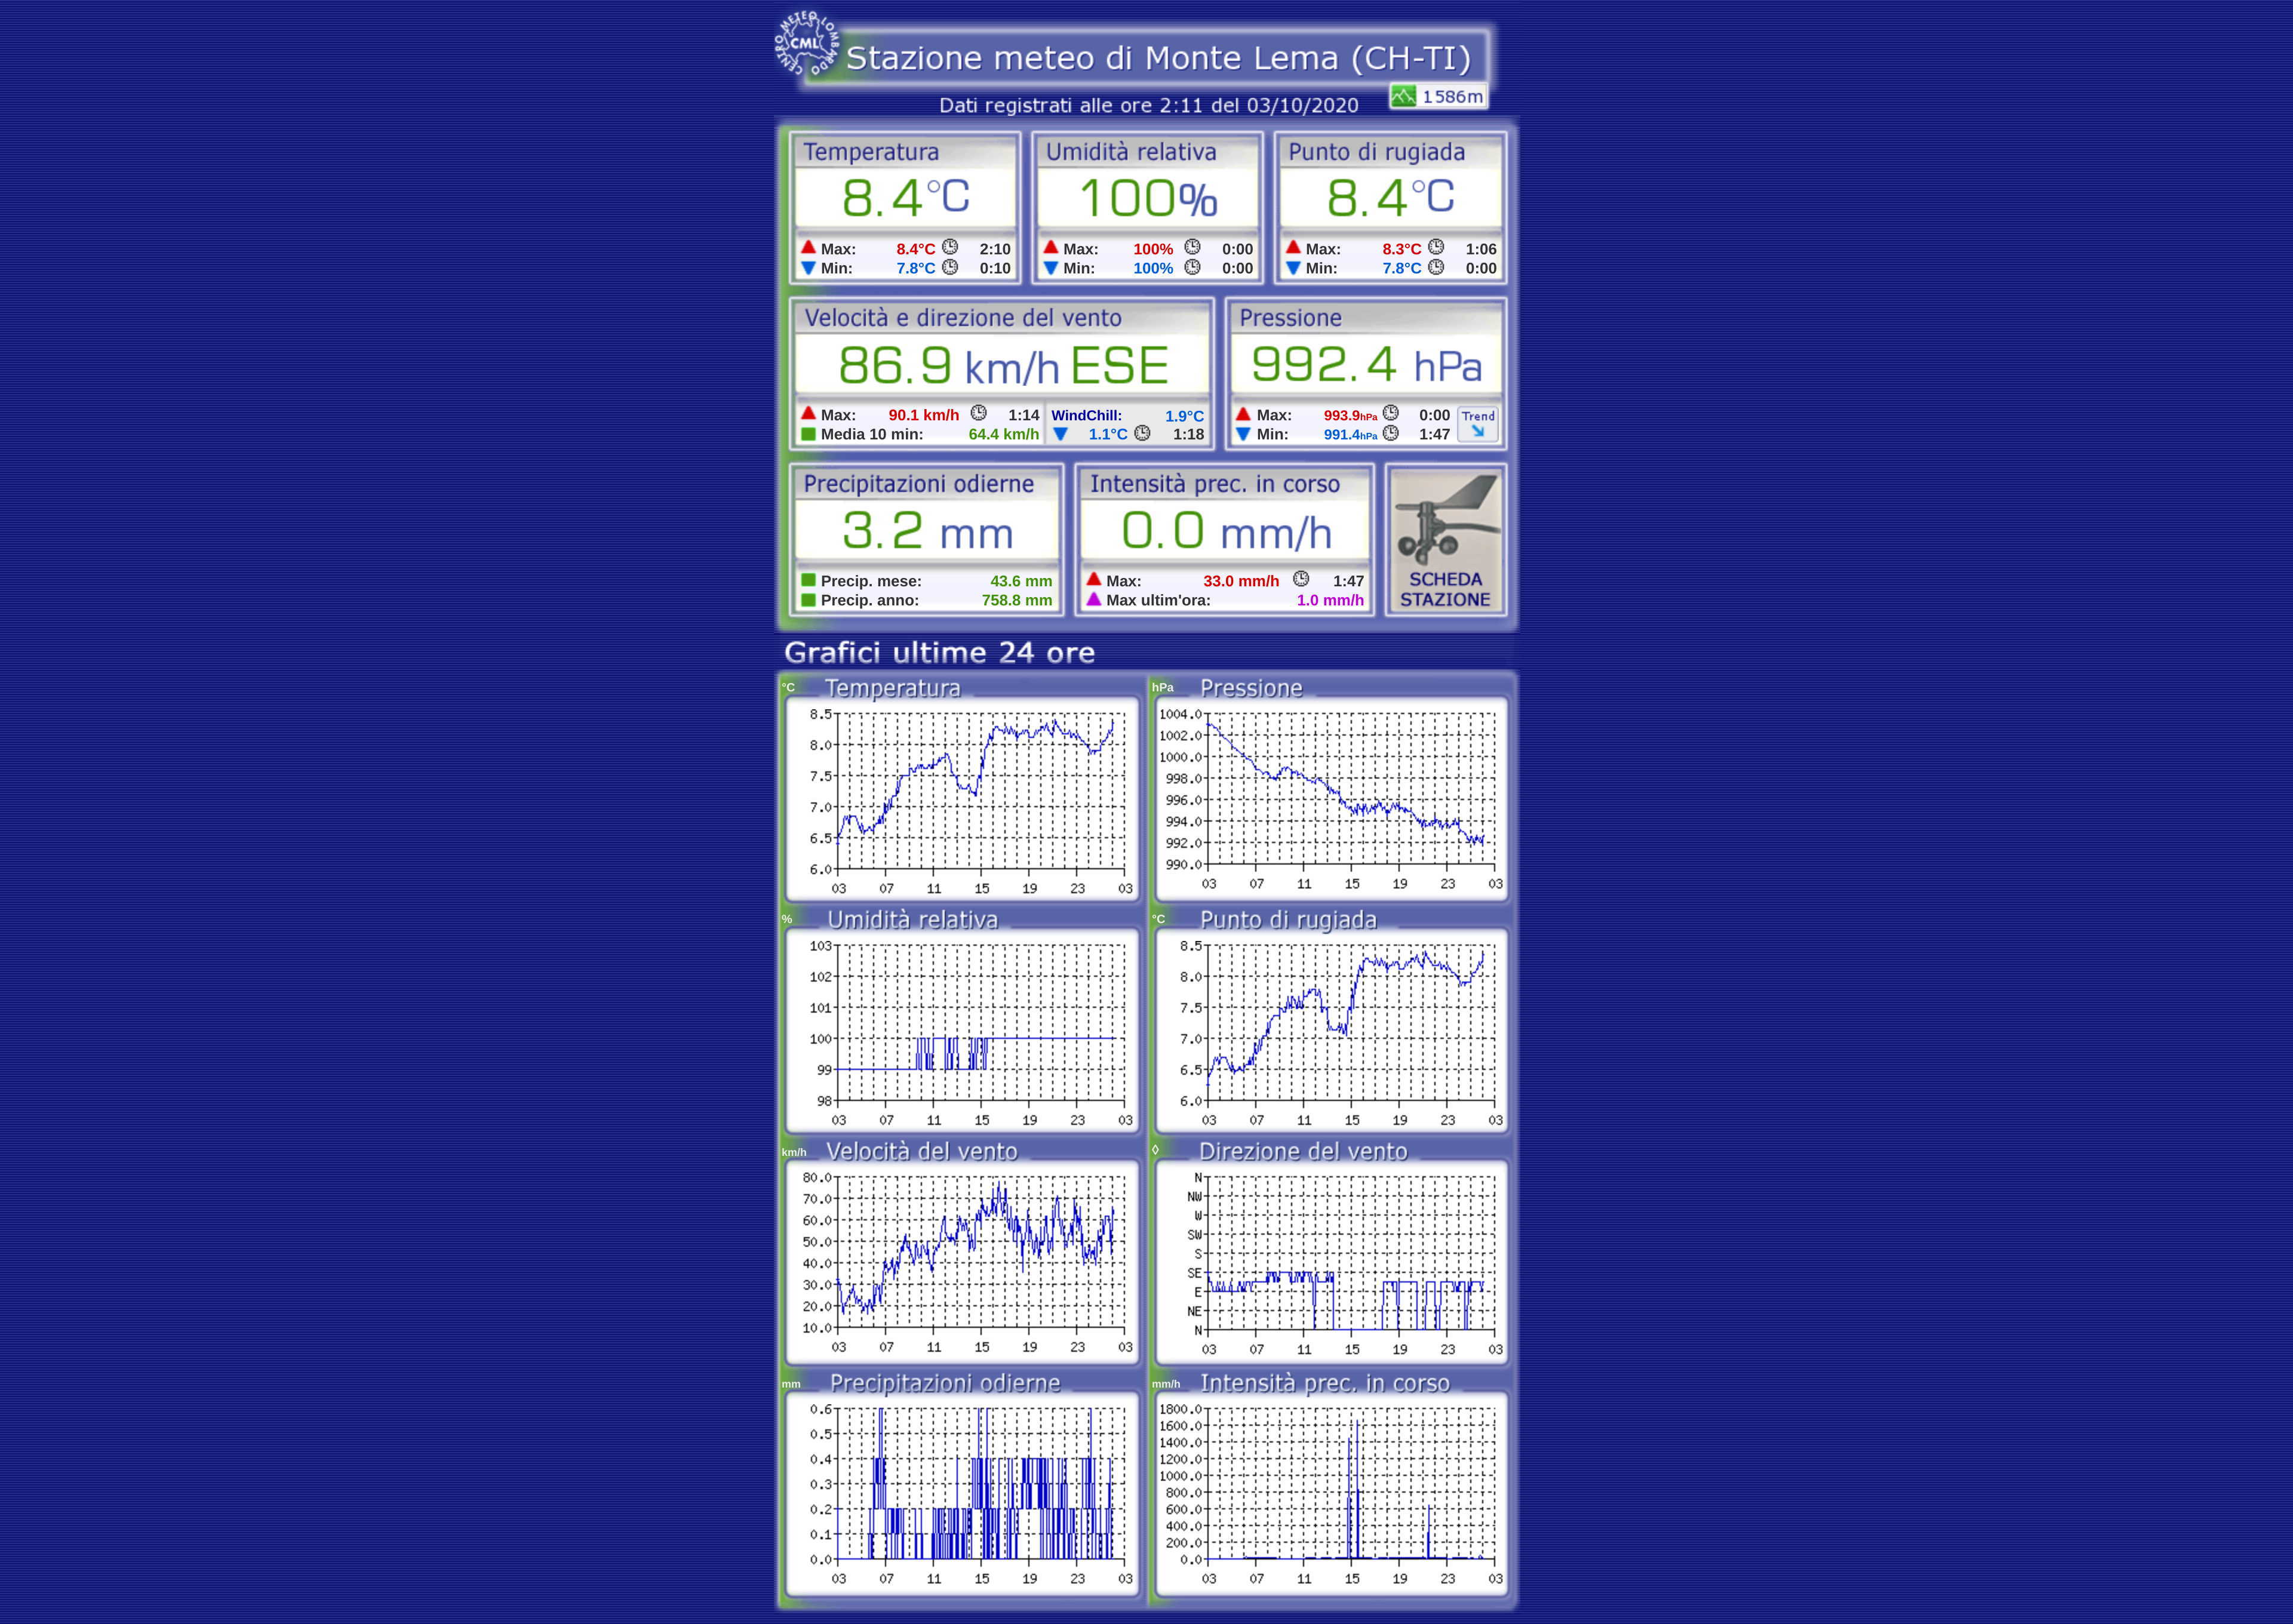 CENTRO METEO LOMBARDO
CML
Stazione meteo di Monte Lema (CH-TI)
1586m
Dati registrati alle ore 2:11 del 03/10/2020
Temperatura
8.4°C
Max: 8.4°C 2:10
Min: 7.8°C 0:10
Umidità relativa
100%
Max: 100% 0:00
Min: 100% 0:00
Punto di rugiada
8.4°C
Max: 8.3°C 1:06
Min: 7.8°C 0:00
Velocità e direzione del vento
86.9 km/h ESE
Max: 90.1 km/h 1:14
Media 10 min: 64.4 km/h
WindChill: 1.9°C
1.1°C 1:18
Pressione
992.4 hPa
Max: 993.9hPa 0:00
Min: 991.4hPa 1:47
Trend
Precipitazioni odierne
3.2 mm
Precip. mese: 43.6 mm
Precip. anno: 758.8 mm
Intensità prec. in corso
0.0 mm/h
Max: 33.0 mm/h 1:47
Max ultim'ora: 1.0 mm/h
SCHEDA
STAZIONE
Grafici ultime 24 ore
°C Temperatura
8.5
8.0
7.5
7.0
6.5
6.0
03 07 11 15 19 23 03
hPa Pressione
1004.0
1002.0
1000.0
998.0
996.0
994.0
992.0
990.0
03 07 11 15 19 23 03
% Umidità relativa
103
102
101
100
99
98
03 07 11 15 19 23 03
°C Punto di rugiada
8.5
8.0
7.5
7.0
6.5
6.0
03 07 11 15 19 23 03
km/h Velocità del vento
80.0
70.0
60.0
50.0
40.0
30.0
20.0
10.0
03 07 11 15 19 23 03
◊ Direzione del vento
N
NW
W
SW
S
SE
E
NE
N
03 07 11 15 19 23 03
mm Precipitazioni odierne
0.6
0.5
0.4
0.3
0.2
0.1
0.0
03 07 11 15 19 23 03
mm/h Intensità prec. in corso
1800.0
1600.0
1400.0
1200.0
1000.0
800.0
600.0
400.0
200.0
0.0
03 07 11 15 19 23 03